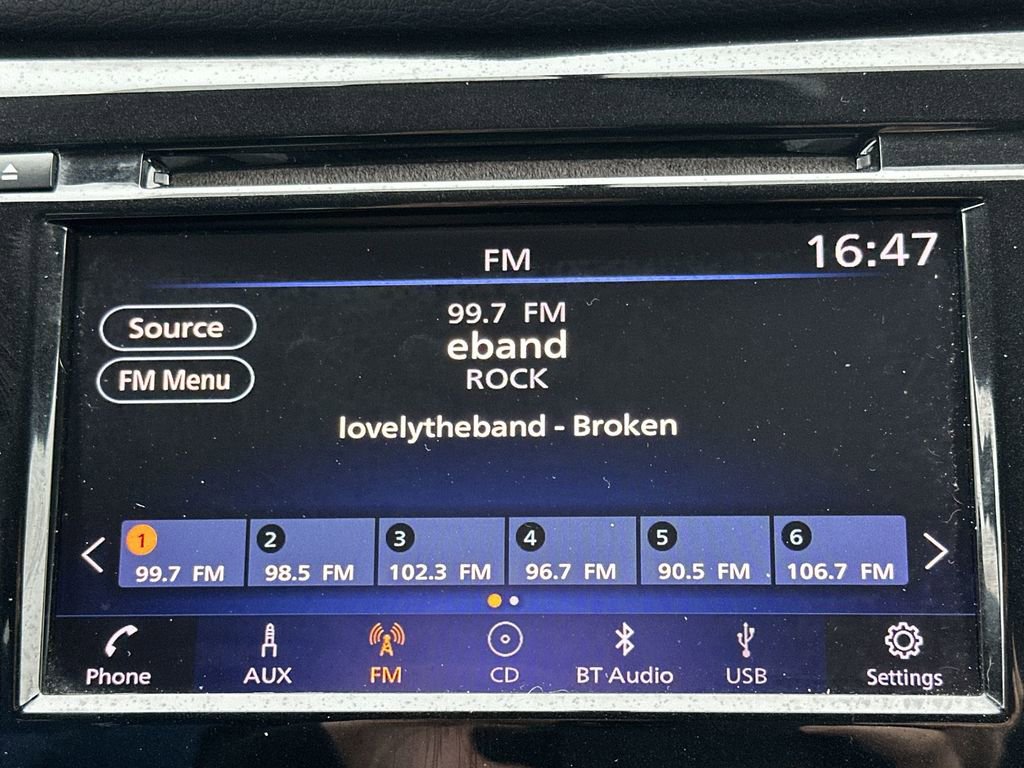 FM
16:47
Source
99.7 FM
eband
FM Menu
ROCK
lovelytheband - Broken
1 2 3 4 5 6
99.7 FM 98.5 FM 102.3 FM 96.7 FM 90.5 FM 106.7 FM
Phone AUX FM CD BT Audio USB Settings